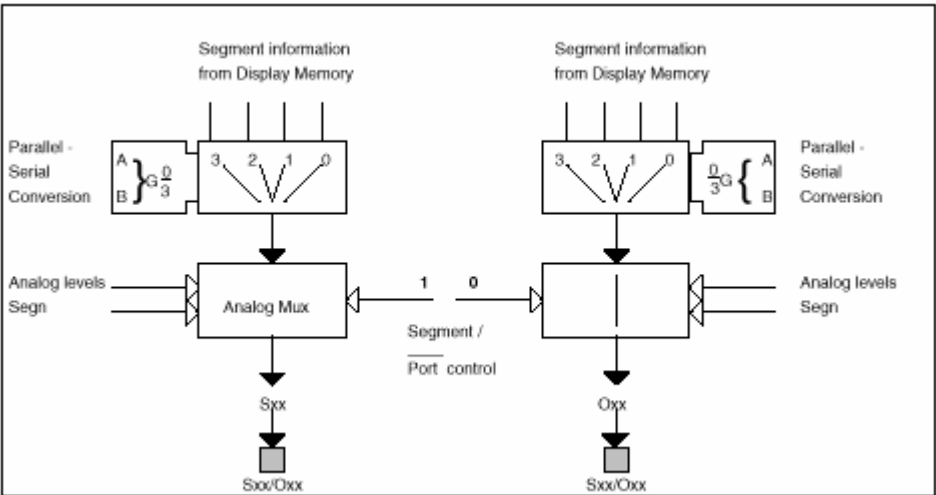 Segment information
from Display Memory
Segment information
from Display Memory
Parallel -
Serial
Conversion
A
B
} G 0/3
3 2 1 0
3 2 1 0
0/3 G {
A
B
Parallel -
Serial
Conversion
Analog levels
Segn
Analog Mux
1 0
Segment /
Port control
Analog levels
Segn
Sxx
Oxx
Sxx/Oxx
Sxx/Oxx